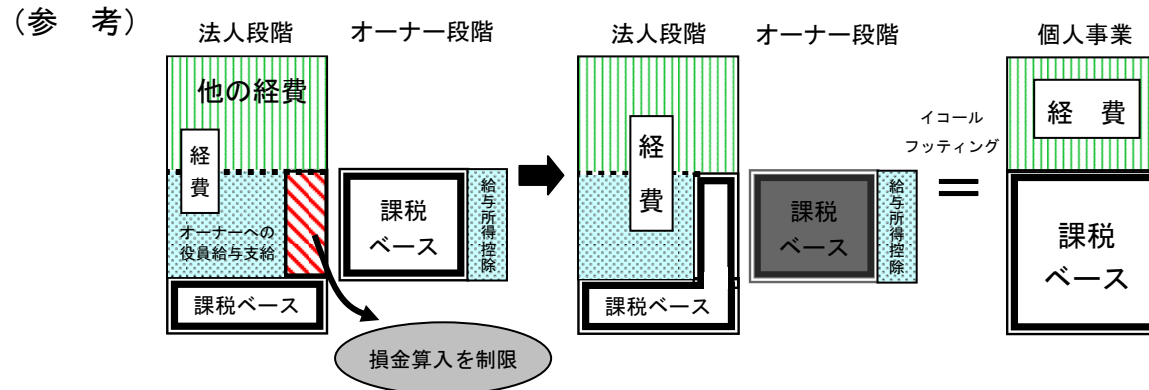 （参　考）
法人段階
オーナー段階
他の経費
経
費
オーナーへの
役員給与支給
課税ベース
課税
ベース
給与所得控除
損金算入を制限
法人段階
オーナー段階
経
費
課税ベース
課税
ベース
給与所得控除
イコール
フッティング
＝
個人事業
経　費
課税
ベース